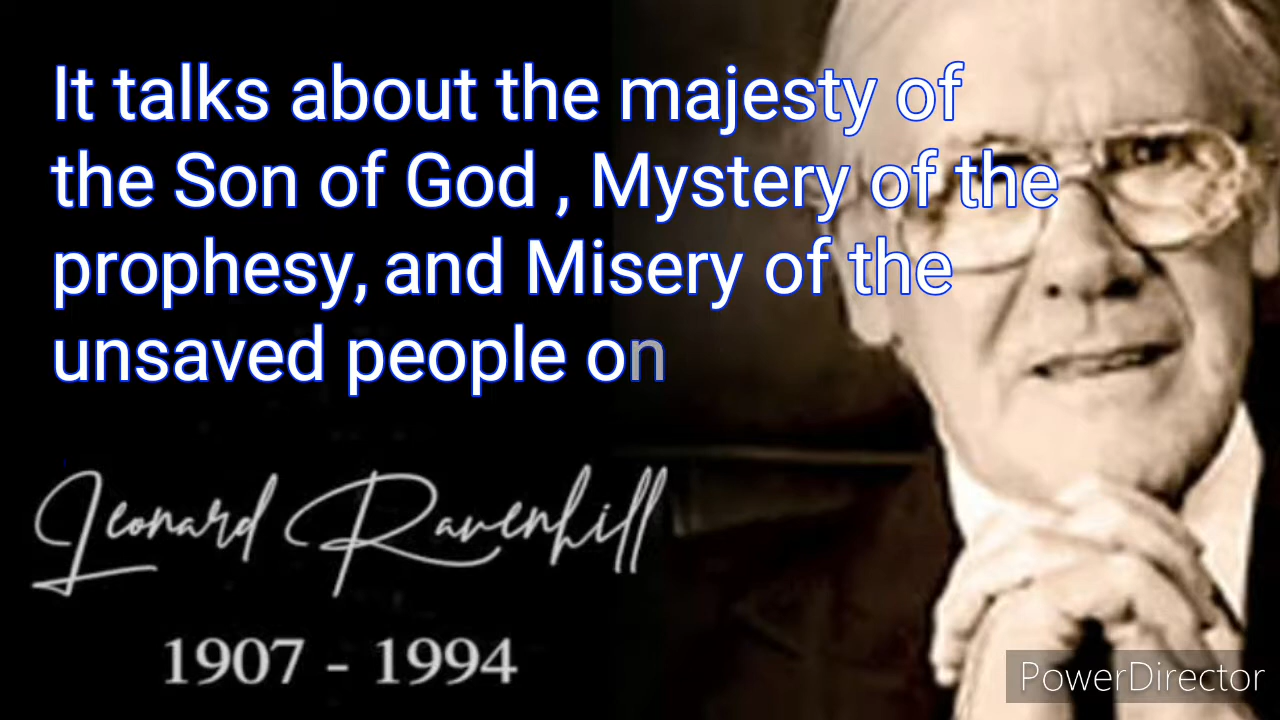 It talks about the majesty of
the Son of God , Mystery of the
prophesy, and Misery of the
unsaved people on
Leonard Ravenhill
1907 - 1994
PowerDirector